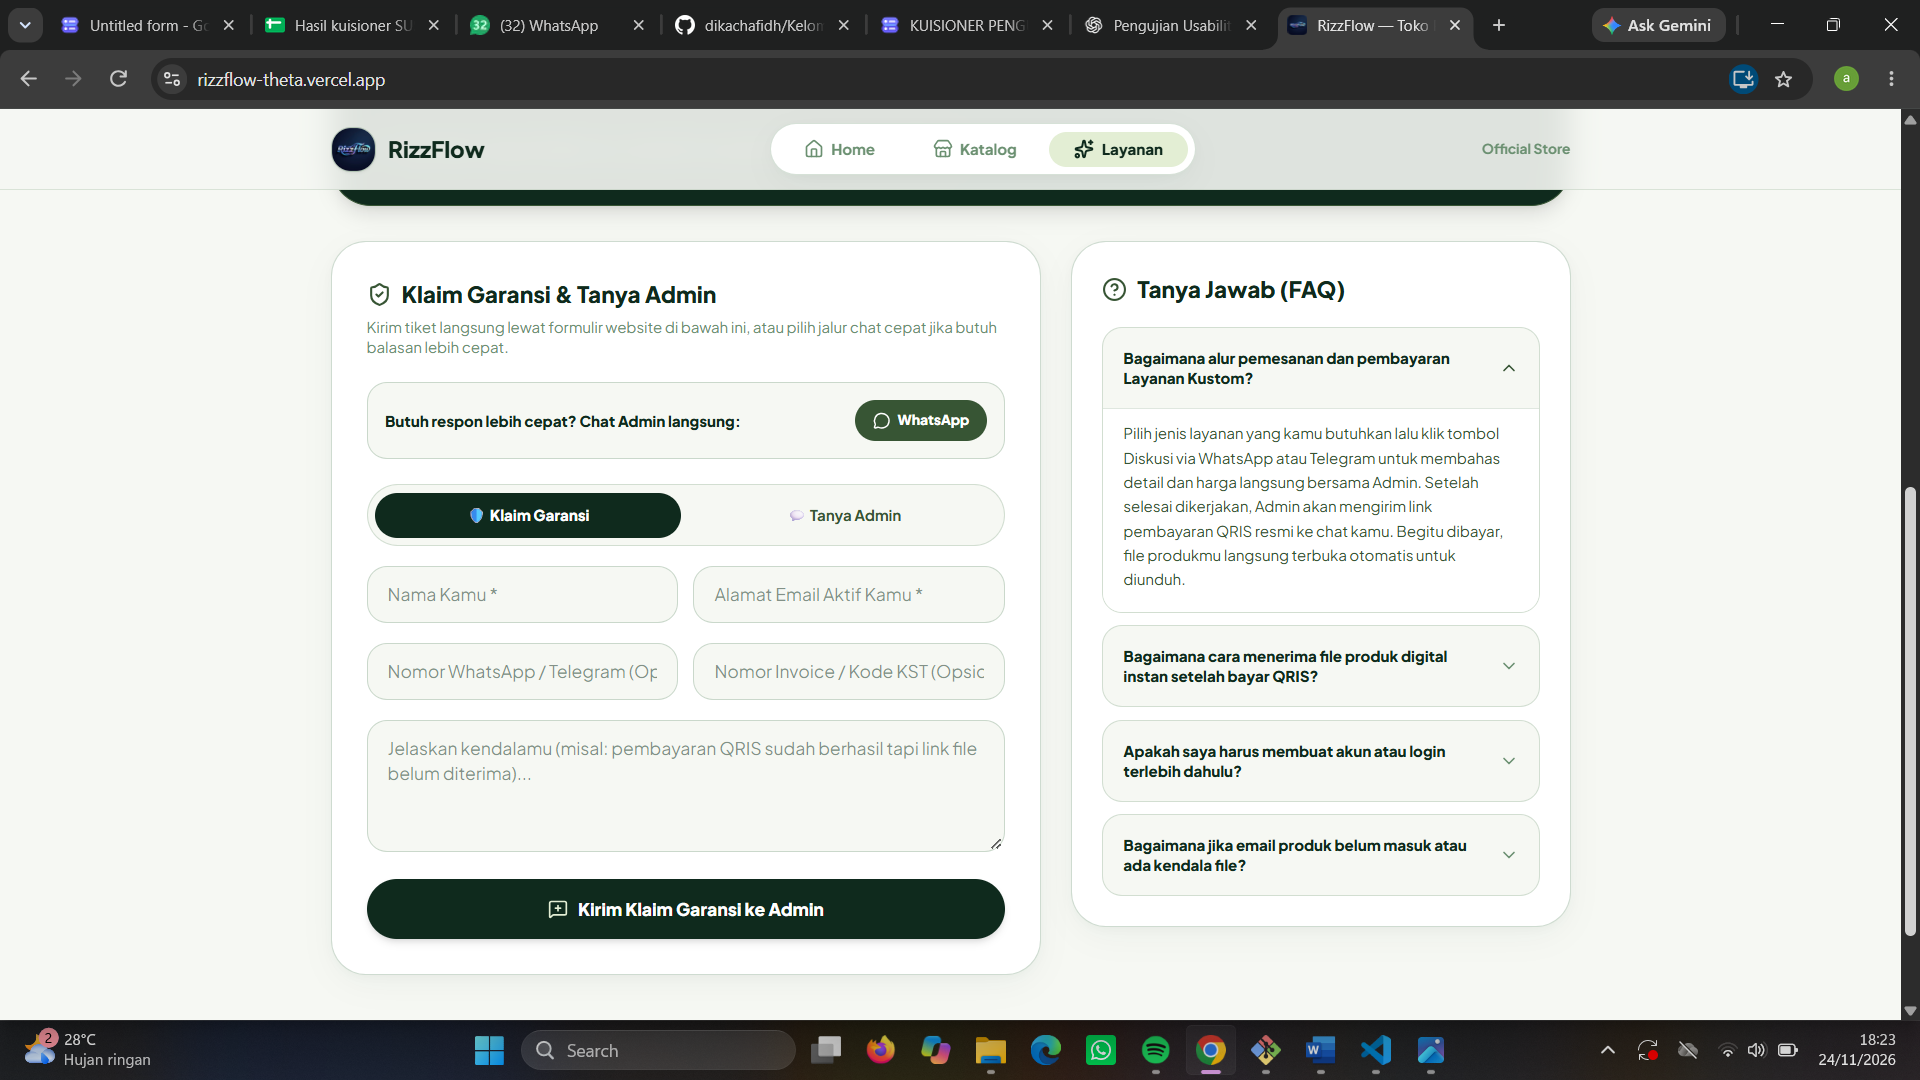 Untitled form - Go
Hasil kuisioner SU
32 (32) WhatsApp
dikachafidh/Kelon
KUISIONER PENG
Pengujian Usabilit
RizzFlow — Toko
Ask Gemini
rizzflow-theta.vercel.app
a
RizzFlow RizzFlow
Home
Katalog
Layanan
Official Store
Klaim Garansi & Tanya Admin
Kirim tiket langsung lewat formulir website di bawah ini, atau pilih jalur chat cepat jika butuh
balasan lebih cepat.
Butuh respon lebih cepat? Chat Admin langsung:
WhatsApp
Klaim Garansi
Tanya Admin
Nama Kamu *
Alamat Email Aktif Kamu *
Nomor WhatsApp / Telegram (Op
Nomor Invoice / Kode KST (Opsic
Jelaskan kendalamu (misal: pembayaran QRIS sudah berhasil tapi link file
belum diterima)...
Kirim Klaim Garansi ke Admin
Tanya Jawab (FAQ)
Bagaimana alur pemesanan dan pembayaran
Layanan Kustom?
Pilih jenis layanan yang kamu butuhkan lalu klik tombol
Diskusi via WhatsApp atau Telegram untuk membahas
detail dan harga langsung bersama Admin. Setelah
selesai dikerjakan, Admin akan mengirim link
pembayaran QRIS resmi ke chat kamu. Begitu dibayar,
file produkmu langsung terbuka otomatis untuk
diunduh.
Bagaimana cara menerima file produk digital
instan setelah bayar QRIS?
Apakah saya harus membuat akun atau login
terlebih dahulu?
Bagaimana jika email produk belum masuk atau
ada kendala file?
2
28°C
Hujan ringan
Search
18:23
24/11/2026